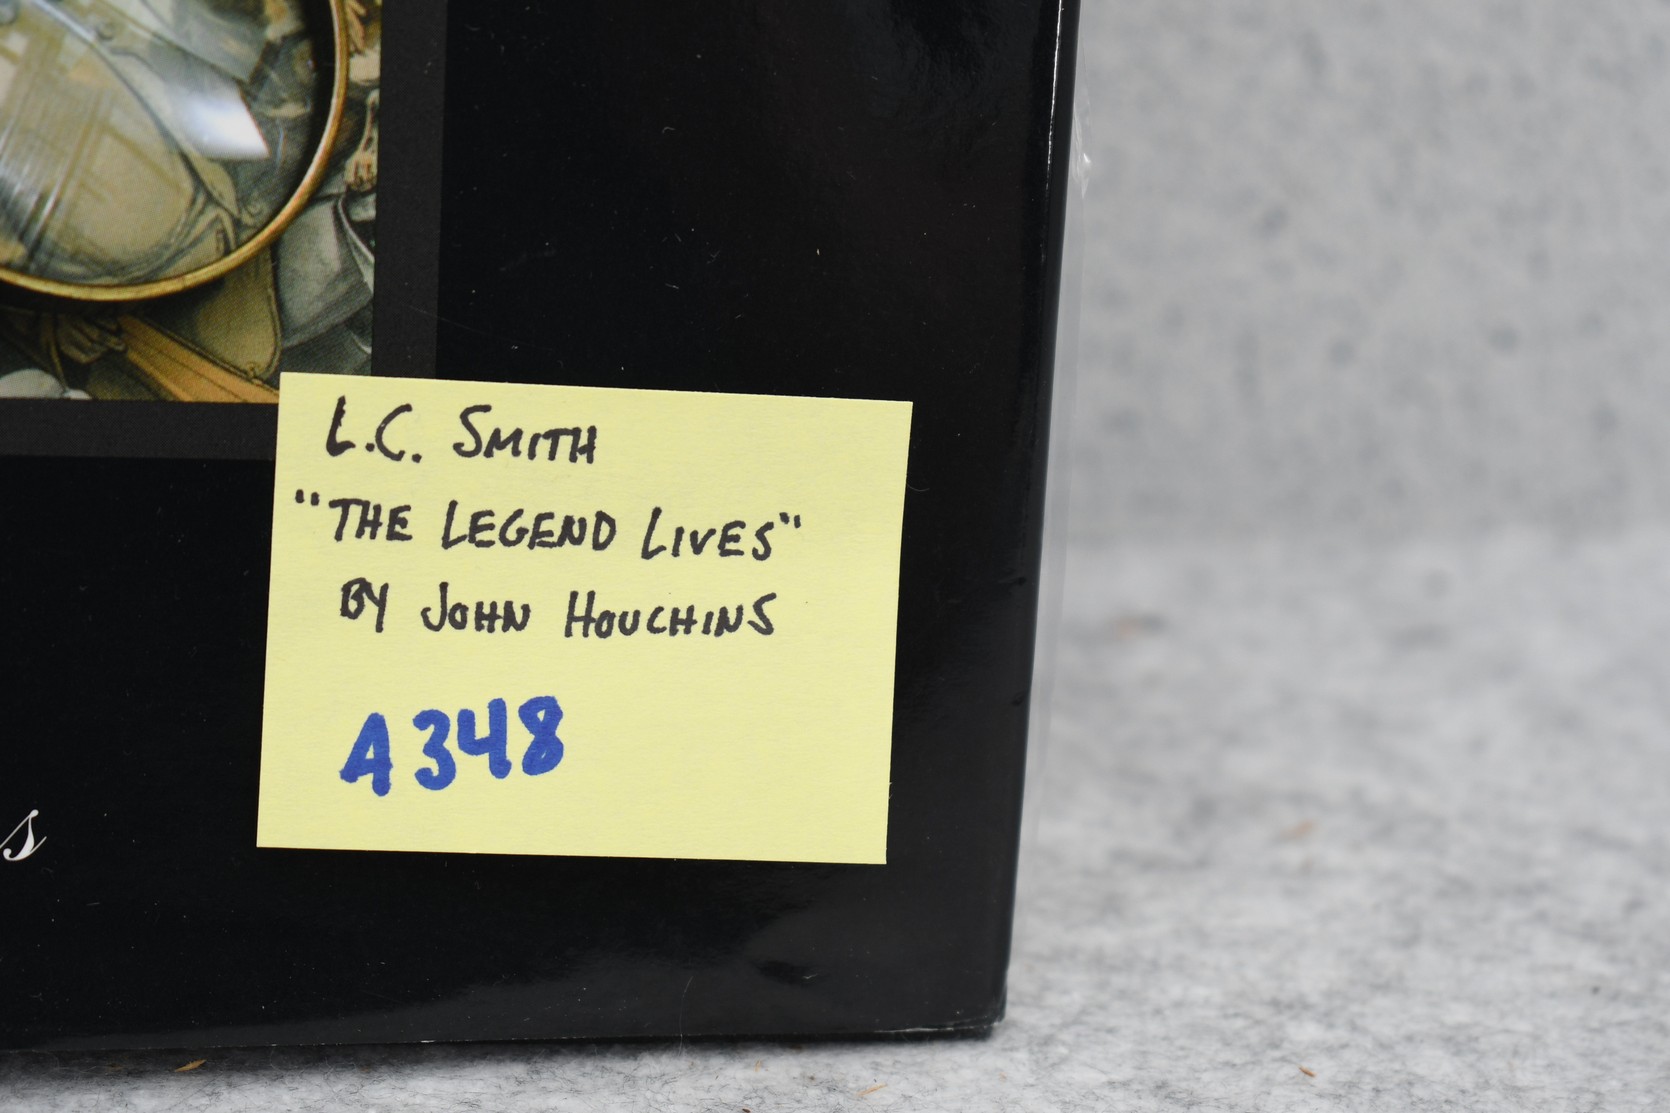 L.C. SMITH
"THE LEGEND LIVES"
BY JOHN HOUCHINS
A348
s